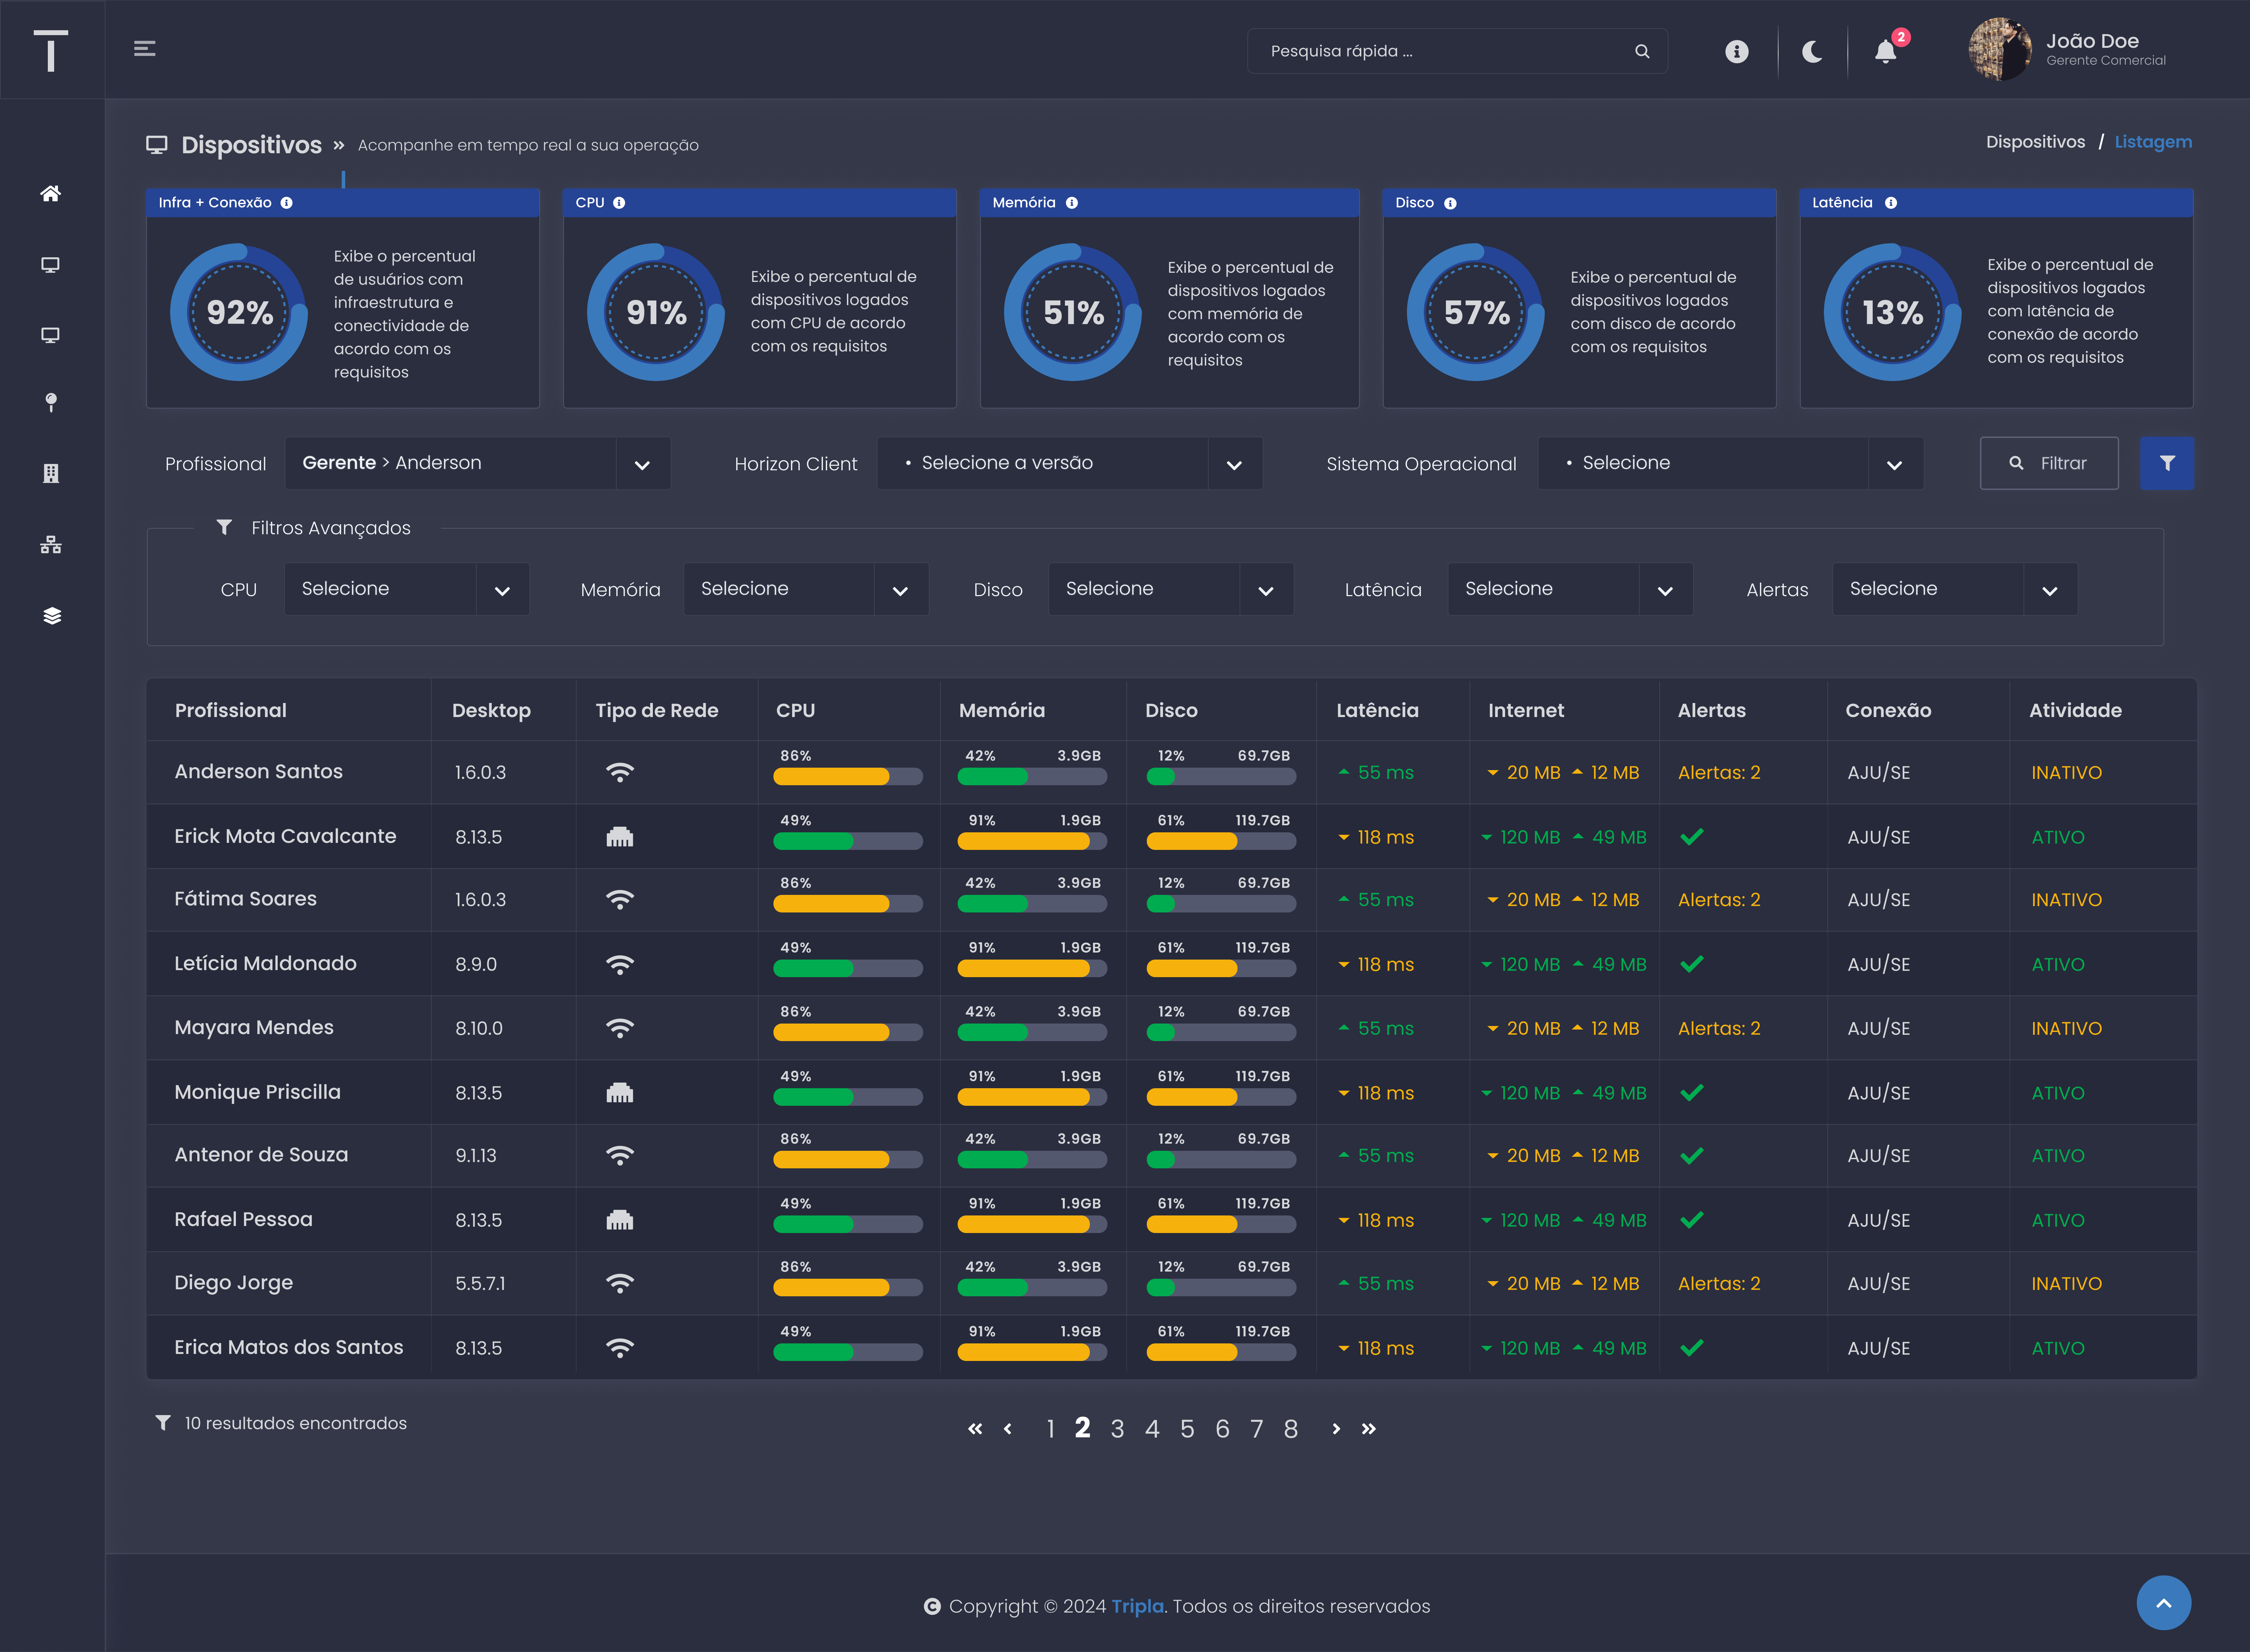 T
Pesquisa rápida ...
2
João Doe
Gerente Comercial
Dispositivos » Acompanhe em tempo real a sua operação
Dispositivos / Listagem
Infra + Conexão
92%
Exibe o percentual
de usuários com
infraestrutura e
conectividade de
acordo com os
requisitos
CPU
91%
Exibe o percentual de
dispositivos logados
com CPU de acordo
com os requisitos
Memória
51%
Exibe o percentual de
dispositivos logados
com memória de
acordo com os
requisitos
Disco
57%
Exibe o percentual de
dispositivos logados
com disco de acordo
com os requisitos
Latência
13%
Exibe o percentual de
dispositivos logados
com latência de
conexão de acordo
com os requisitos
Profissional Gerente > Anderson Horizon Client • Selecione a versão Sistema Operacional • Selecione Filtrar
Filtros Avançados
CPU Selecione Memória Selecione Disco Selecione Latência Selecione Alertas Selecione
Profissional Desktop Tipo de Rede CPU Memória Disco Latência Internet Alertas Conexão Atividade
Anderson Santos 1.6.0.3 86% 42% 3.9GB 12% 69.7GB 55 ms 20 MB 12 MB Alertas: 2 AJU/SE INATIVO
Erick Mota Cavalcante 8.13.5 49% 91% 1.9GB 61% 119.7GB 118 ms 120 MB 49 MB AJU/SE ATIVO
Fátima Soares 1.6.0.3 86% 42% 3.9GB 12% 69.7GB 55 ms 20 MB 12 MB Alertas: 2 AJU/SE INATIVO
Letícia Maldonado 8.9.0 49% 91% 1.9GB 61% 119.7GB 118 ms 120 MB 49 MB AJU/SE ATIVO
Mayara Mendes 8.10.0 86% 42% 3.9GB 12% 69.7GB 55 ms 20 MB 12 MB Alertas: 2 AJU/SE INATIVO
Monique Priscilla 8.13.5 49% 91% 1.9GB 61% 119.7GB 118 ms 120 MB 49 MB AJU/SE ATIVO
Antenor de Souza 9.1.13 86% 42% 3.9GB 12% 69.7GB 55 ms 20 MB 12 MB AJU/SE ATIVO
Rafael Pessoa 8.13.5 49% 91% 1.9GB 61% 119.7GB 118 ms 120 MB 49 MB AJU/SE ATIVO
Diego Jorge 5.5.7.1 86% 42% 3.9GB 12% 69.7GB 55 ms 20 MB 12 MB Alertas: 2 AJU/SE INATIVO
Erica Matos dos Santos 8.13.5 49% 91% 1.9GB 61% 119.7GB 118 ms 120 MB 49 MB AJU/SE ATIVO
10 resultados encontrados
« ‹ 1 2 3 4 5 6 7 8 › »
Copyright © 2024 Tripla. Todos os direitos reservados